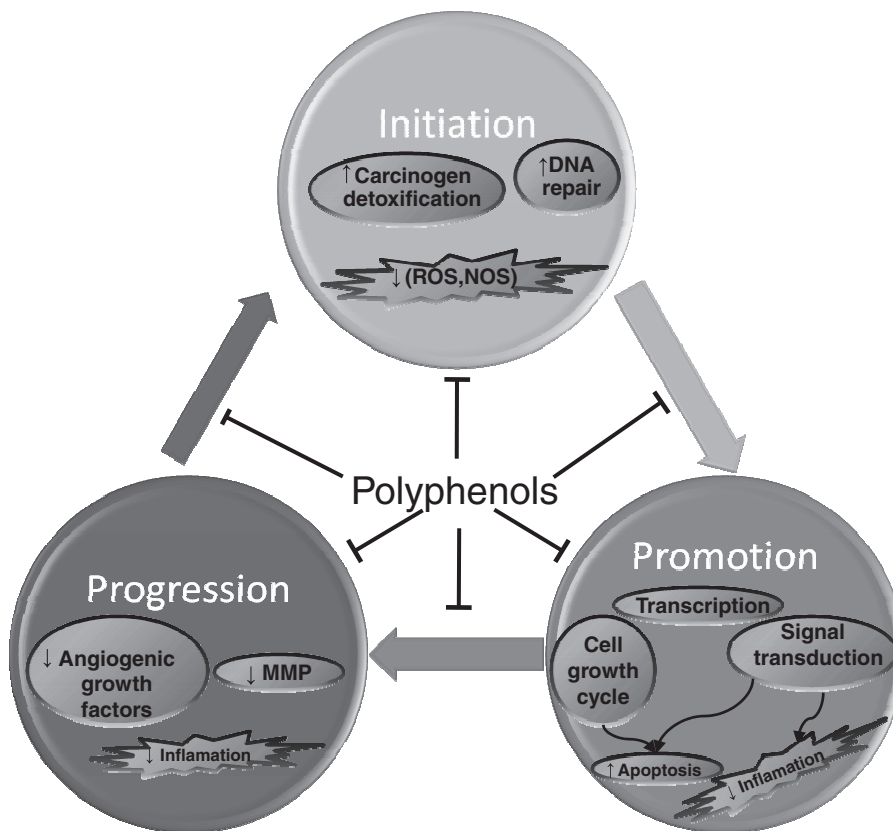 Initiation
↑Carcinogen
detoxification
↑DNA
repair
↓(ROS,NOS)
Polyphenols
Promotion
Transcription
Cell
growth
cycle
Signal
transduction
↑Apoptosis
↓ Inflamation
Progression
↓ Angiogenic
growth
factors
↓ MMP
↓ Inflamation